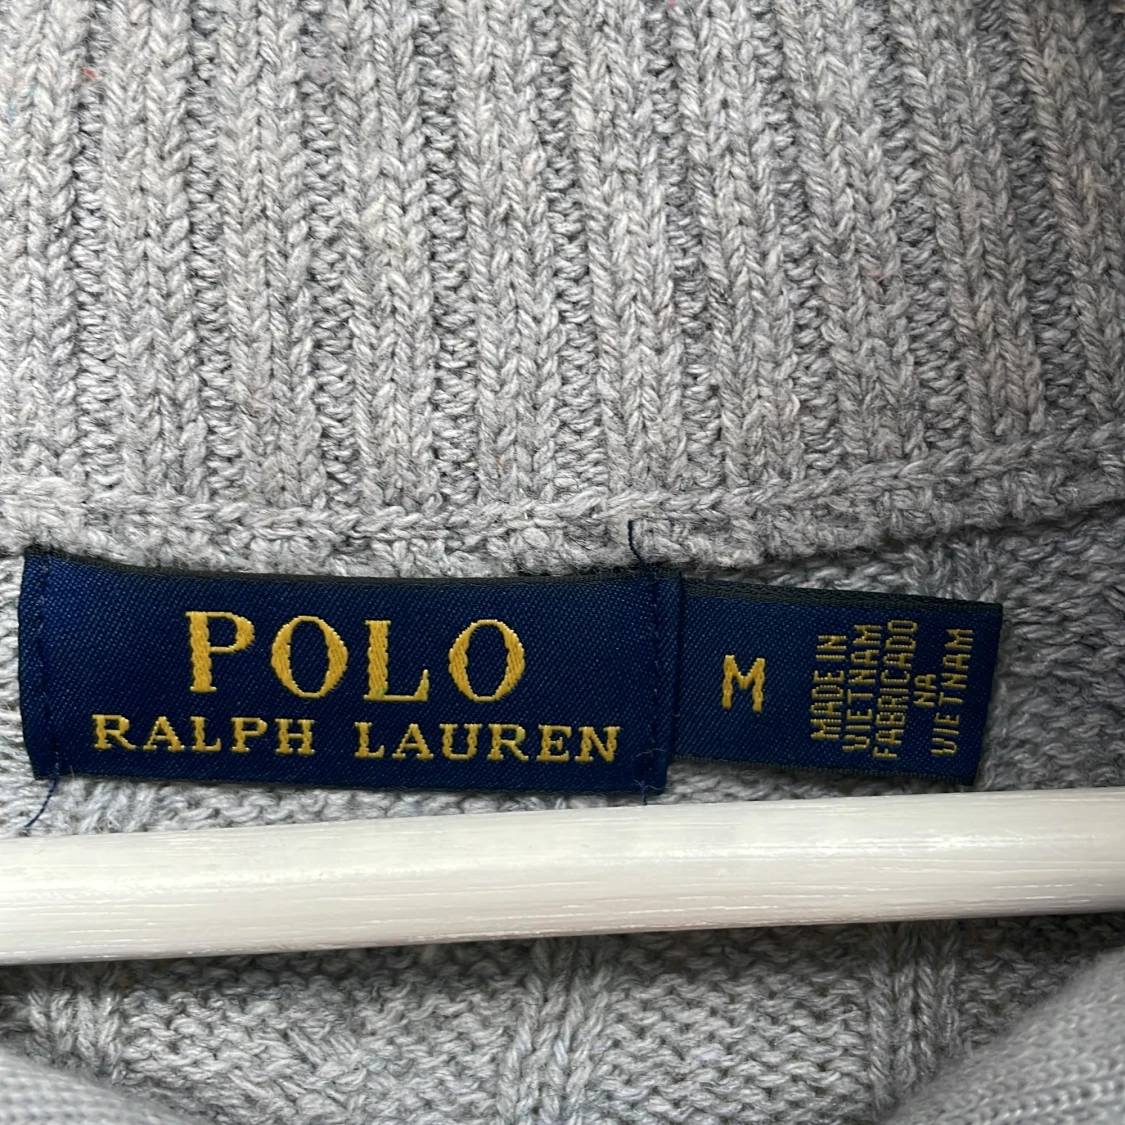 POLO
RALPH LAUREN
M
MADE IN
VIETNAM
FABRICADO
NA
VIETNAM